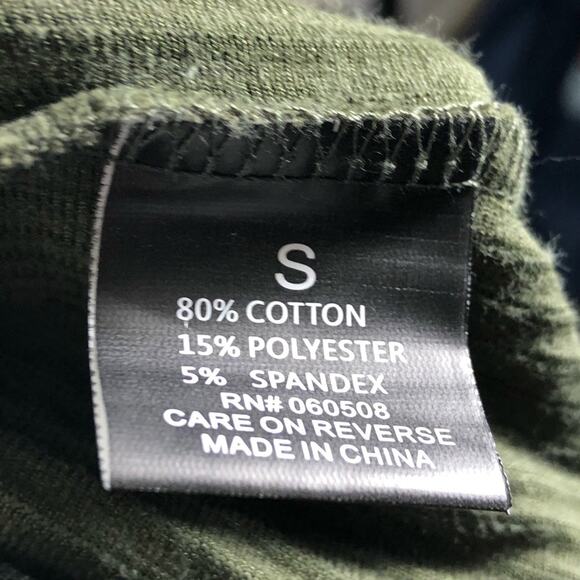 S
80% COTTON
15% POLYESTER
5% SPANDEX
RN# 060508
CARE ON REVERSE
MADE IN CHINA